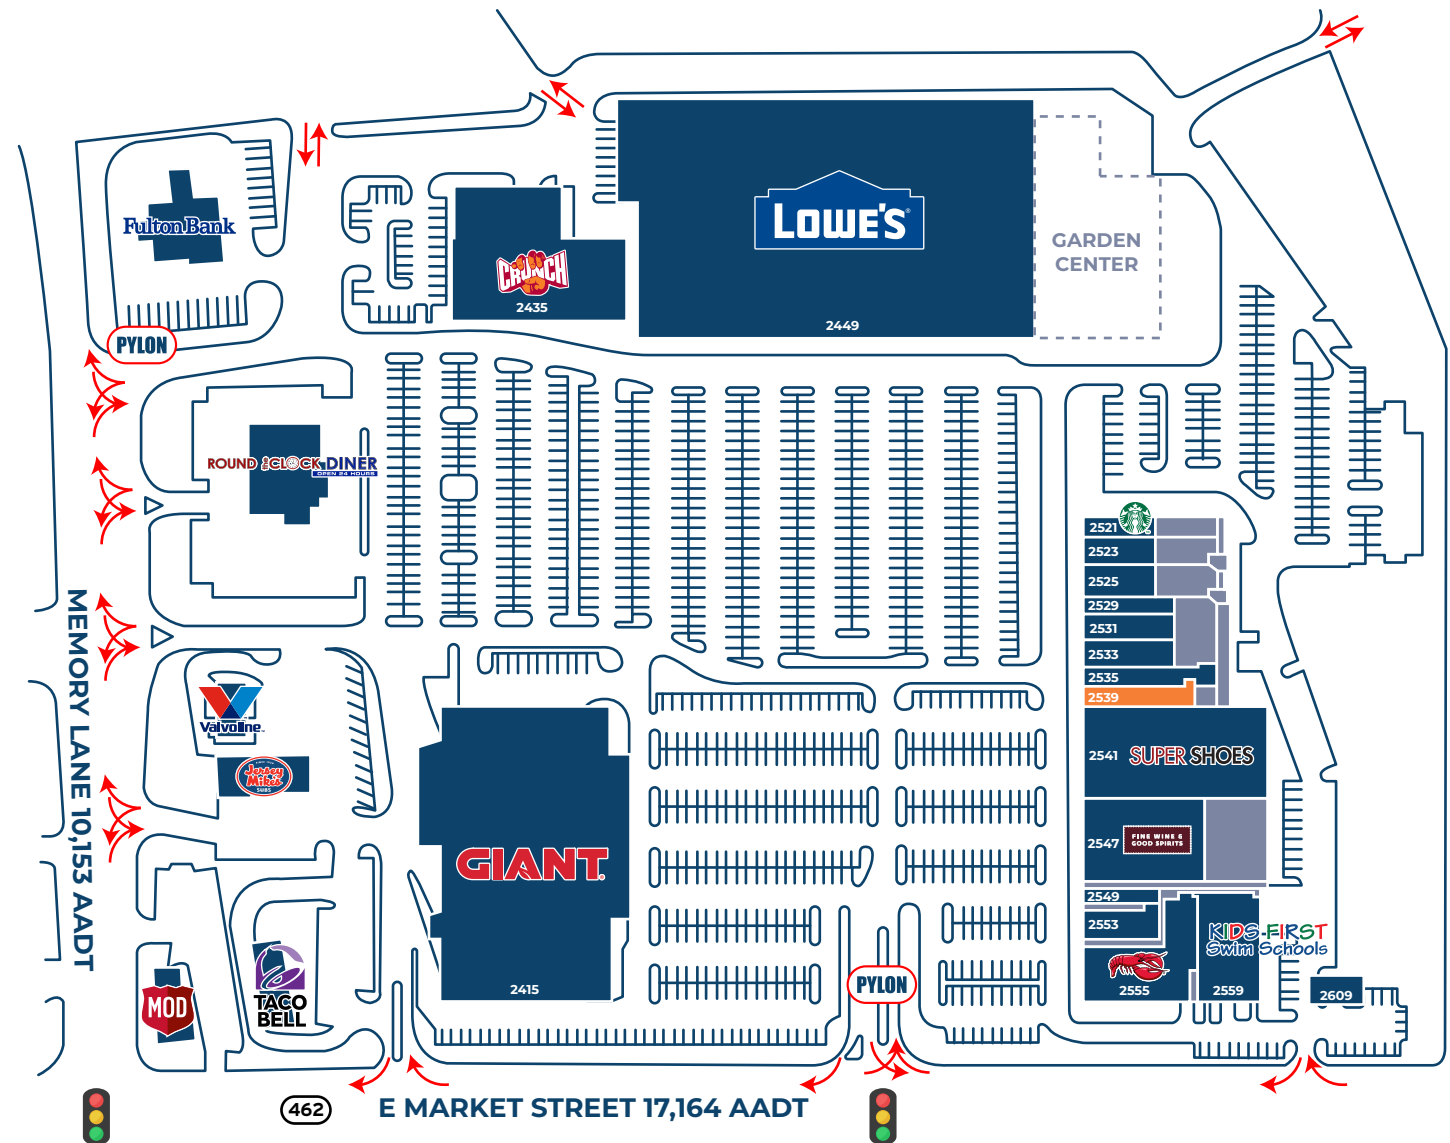 Fulton Bank
PYLON
LOWE'S
GARDEN
CENTER
CRUNCH
2435
2449
ROUND THE CLOCK DINER
OPEN 24 HOURS
2521
2523
2525
2529
2531
2533
2535
2539
2541
SUPER SHOES
2547
FINE WINE &
GOOD SPIRITS
2549
2553
KIDS-FIRST
Swim Schools
2555
2559
2609
MEMORY LANE 10,153 AADT
Valvoline
Jersey
Mike's
SUBS
GIANT
2415
MOD
TACO
BELL
PYLON
462
E MARKET STREET 17,164 AADT